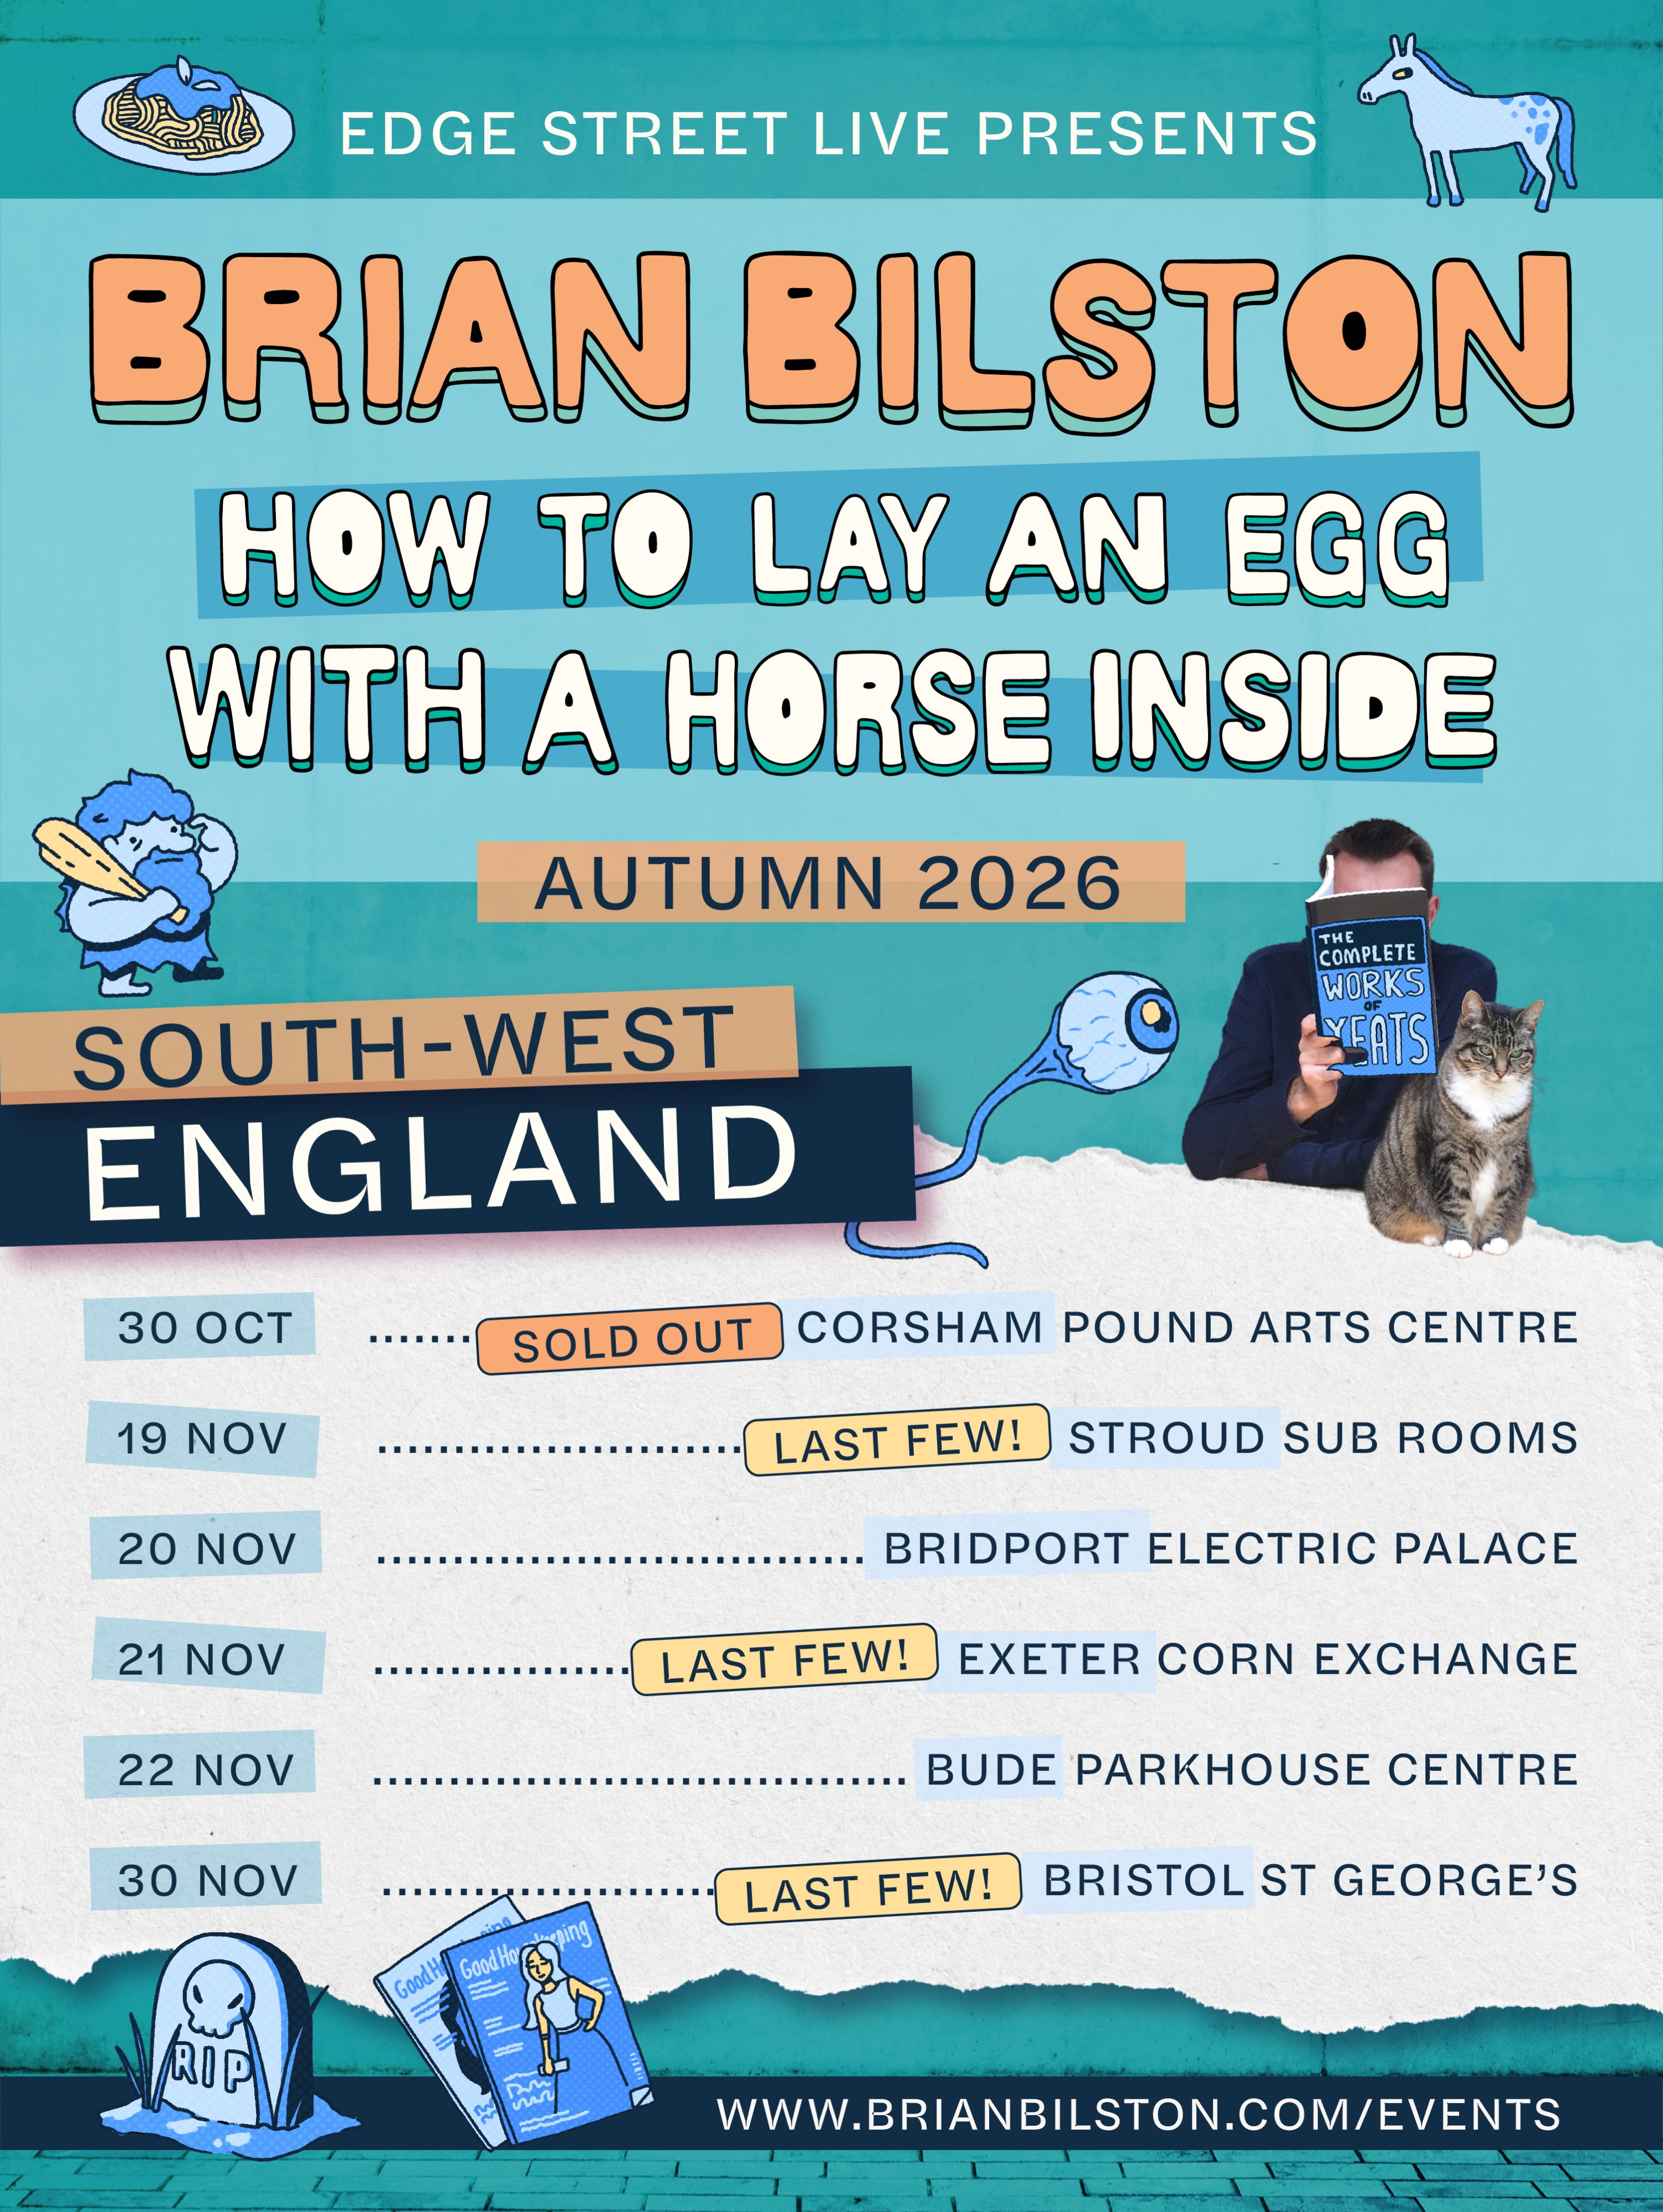 EDGE STREET LIVE PRESENTS
BRIAN BILSTON
HOW TO LAY AN EGG
WITH A HORSE INSIDE
AUTUMN 2026
THE
COMPLETE
WORKS
OF
YEATS
SOUTH-WEST
ENGLAND
30 OCT ....... SOLD OUT CORSHAM POUND ARTS CENTRE
19 NOV ........................ LAST FEW! STROUD SUB ROOMS
20 NOV ................................ BRIDPORT ELECTRIC PALACE
21 NOV ................. LAST FEW! EXETER CORN EXCHANGE
22 NOV ................................... BUDE PARKHOUSE CENTRE
30 NOV ...................... LAST FEW! BRISTOL ST GEORGE'S
RIP
Good Housekeeping
WWW.BRIANBILSTON.COM/EVENTS